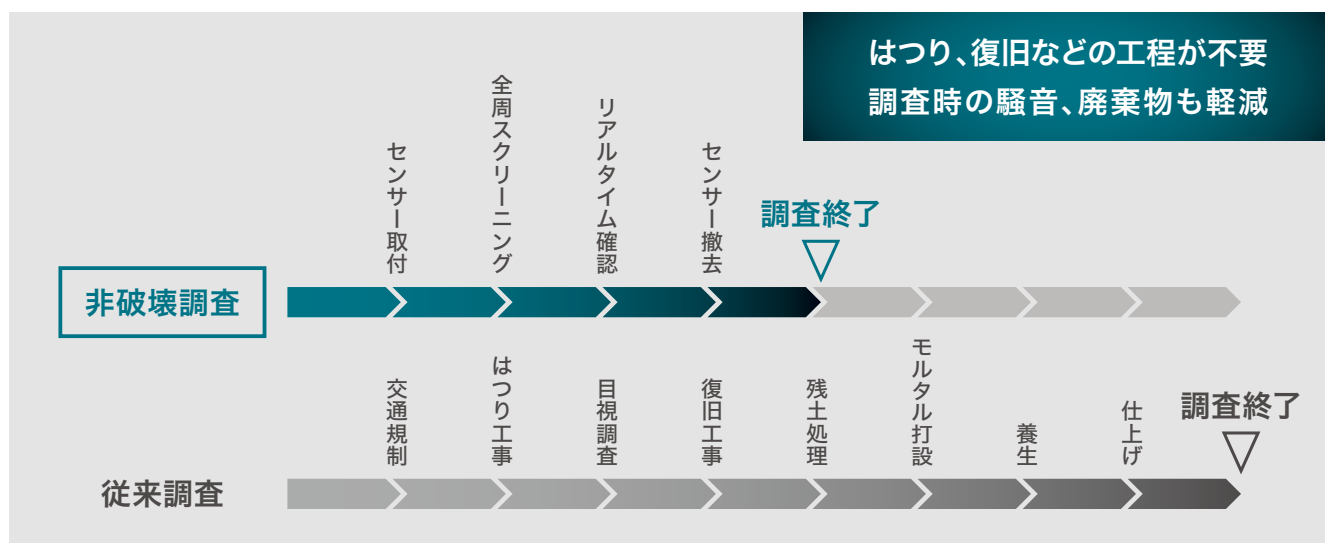 はつり、復旧などの工程が不要
調査時の騒音、廃棄物も軽減
センサー取付
全周スクリーニング
リアルタイム確認
センサー撤去
調査終了
非破壊調査
交通規制
はつり工事
目視調査
復旧工事
残土処理
モルタル打設
養生
仕上げ
調査終了
従来調査